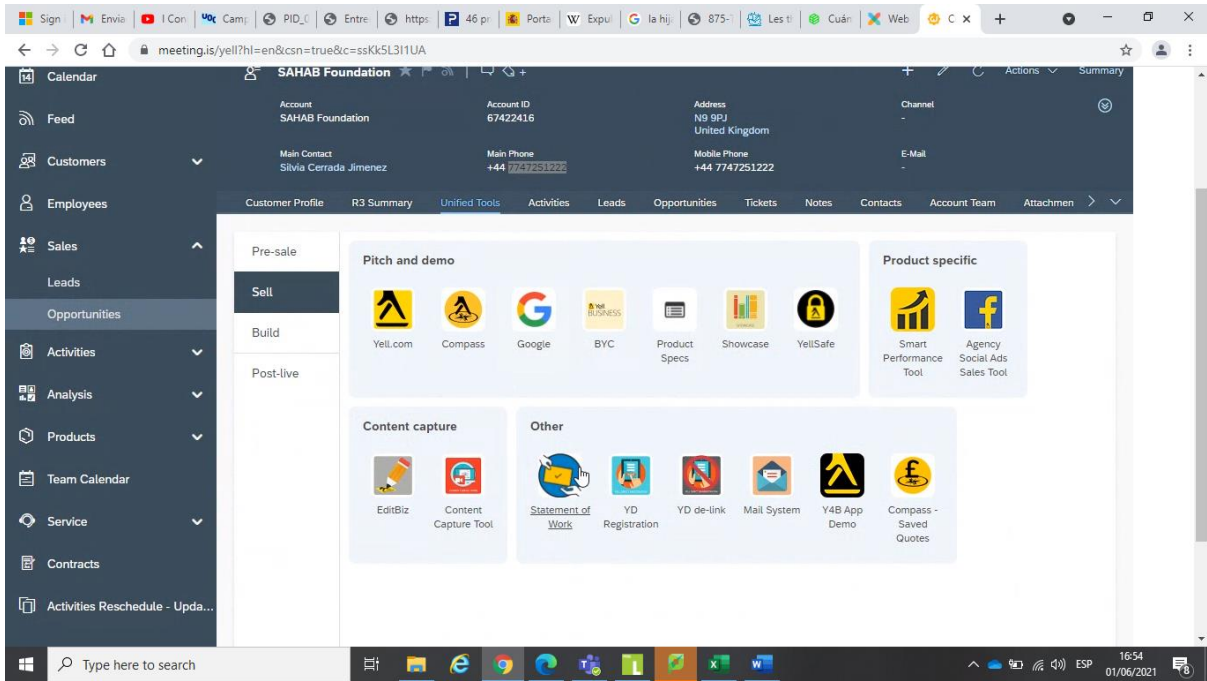 Sign
Envia
I Con
Camp
PID_0
Entre
https
46 pr
Porta
Expul
la hij
875-
Les ti
Cuán
Web
C
meeting.is/yell?hl=en&csn=true&c=ssKk5L3I1UA
Calendar
Feed
Customers
Employees
Sales
Leads
Opportunities
Activities
Analysis
Products
Team Calendar
Service
Contracts
Activities Reschedule - Upda...
SAHAB Foundation
Actions
Summary
Account
SAHAB Foundation
Account ID
67422416
Address
N9 9PJ
United Kingdom
Channel
-
Main Contact
Silvia Cerrada Jimenez
Main Phone
+44 7747251222
Mobile Phone
+44 7747251222
E-Mail
-
Customer Profile R3 Summary Unified Tools Activities Leads Opportunities Tickets Notes Contacts Account Team Attachmen
Pre-sale
Sell
Build
Post-live
Pitch and demo
Yell.com
Compass
Google
BYC
Product
Specs
Showcase
YellSafe
Product specific
Smart
Performance
Tool
Agency
Social Ads
Sales Tool
Content capture
EditBiz
Content
Capture Tool
Other
Statement of
Work
YD
Registration
YD de-link
Mail System
Y4B App
Demo
Compass -
Saved
Quotes
Yell
BUSINESS
Type here to search
ESP
16:54
01/06/2021